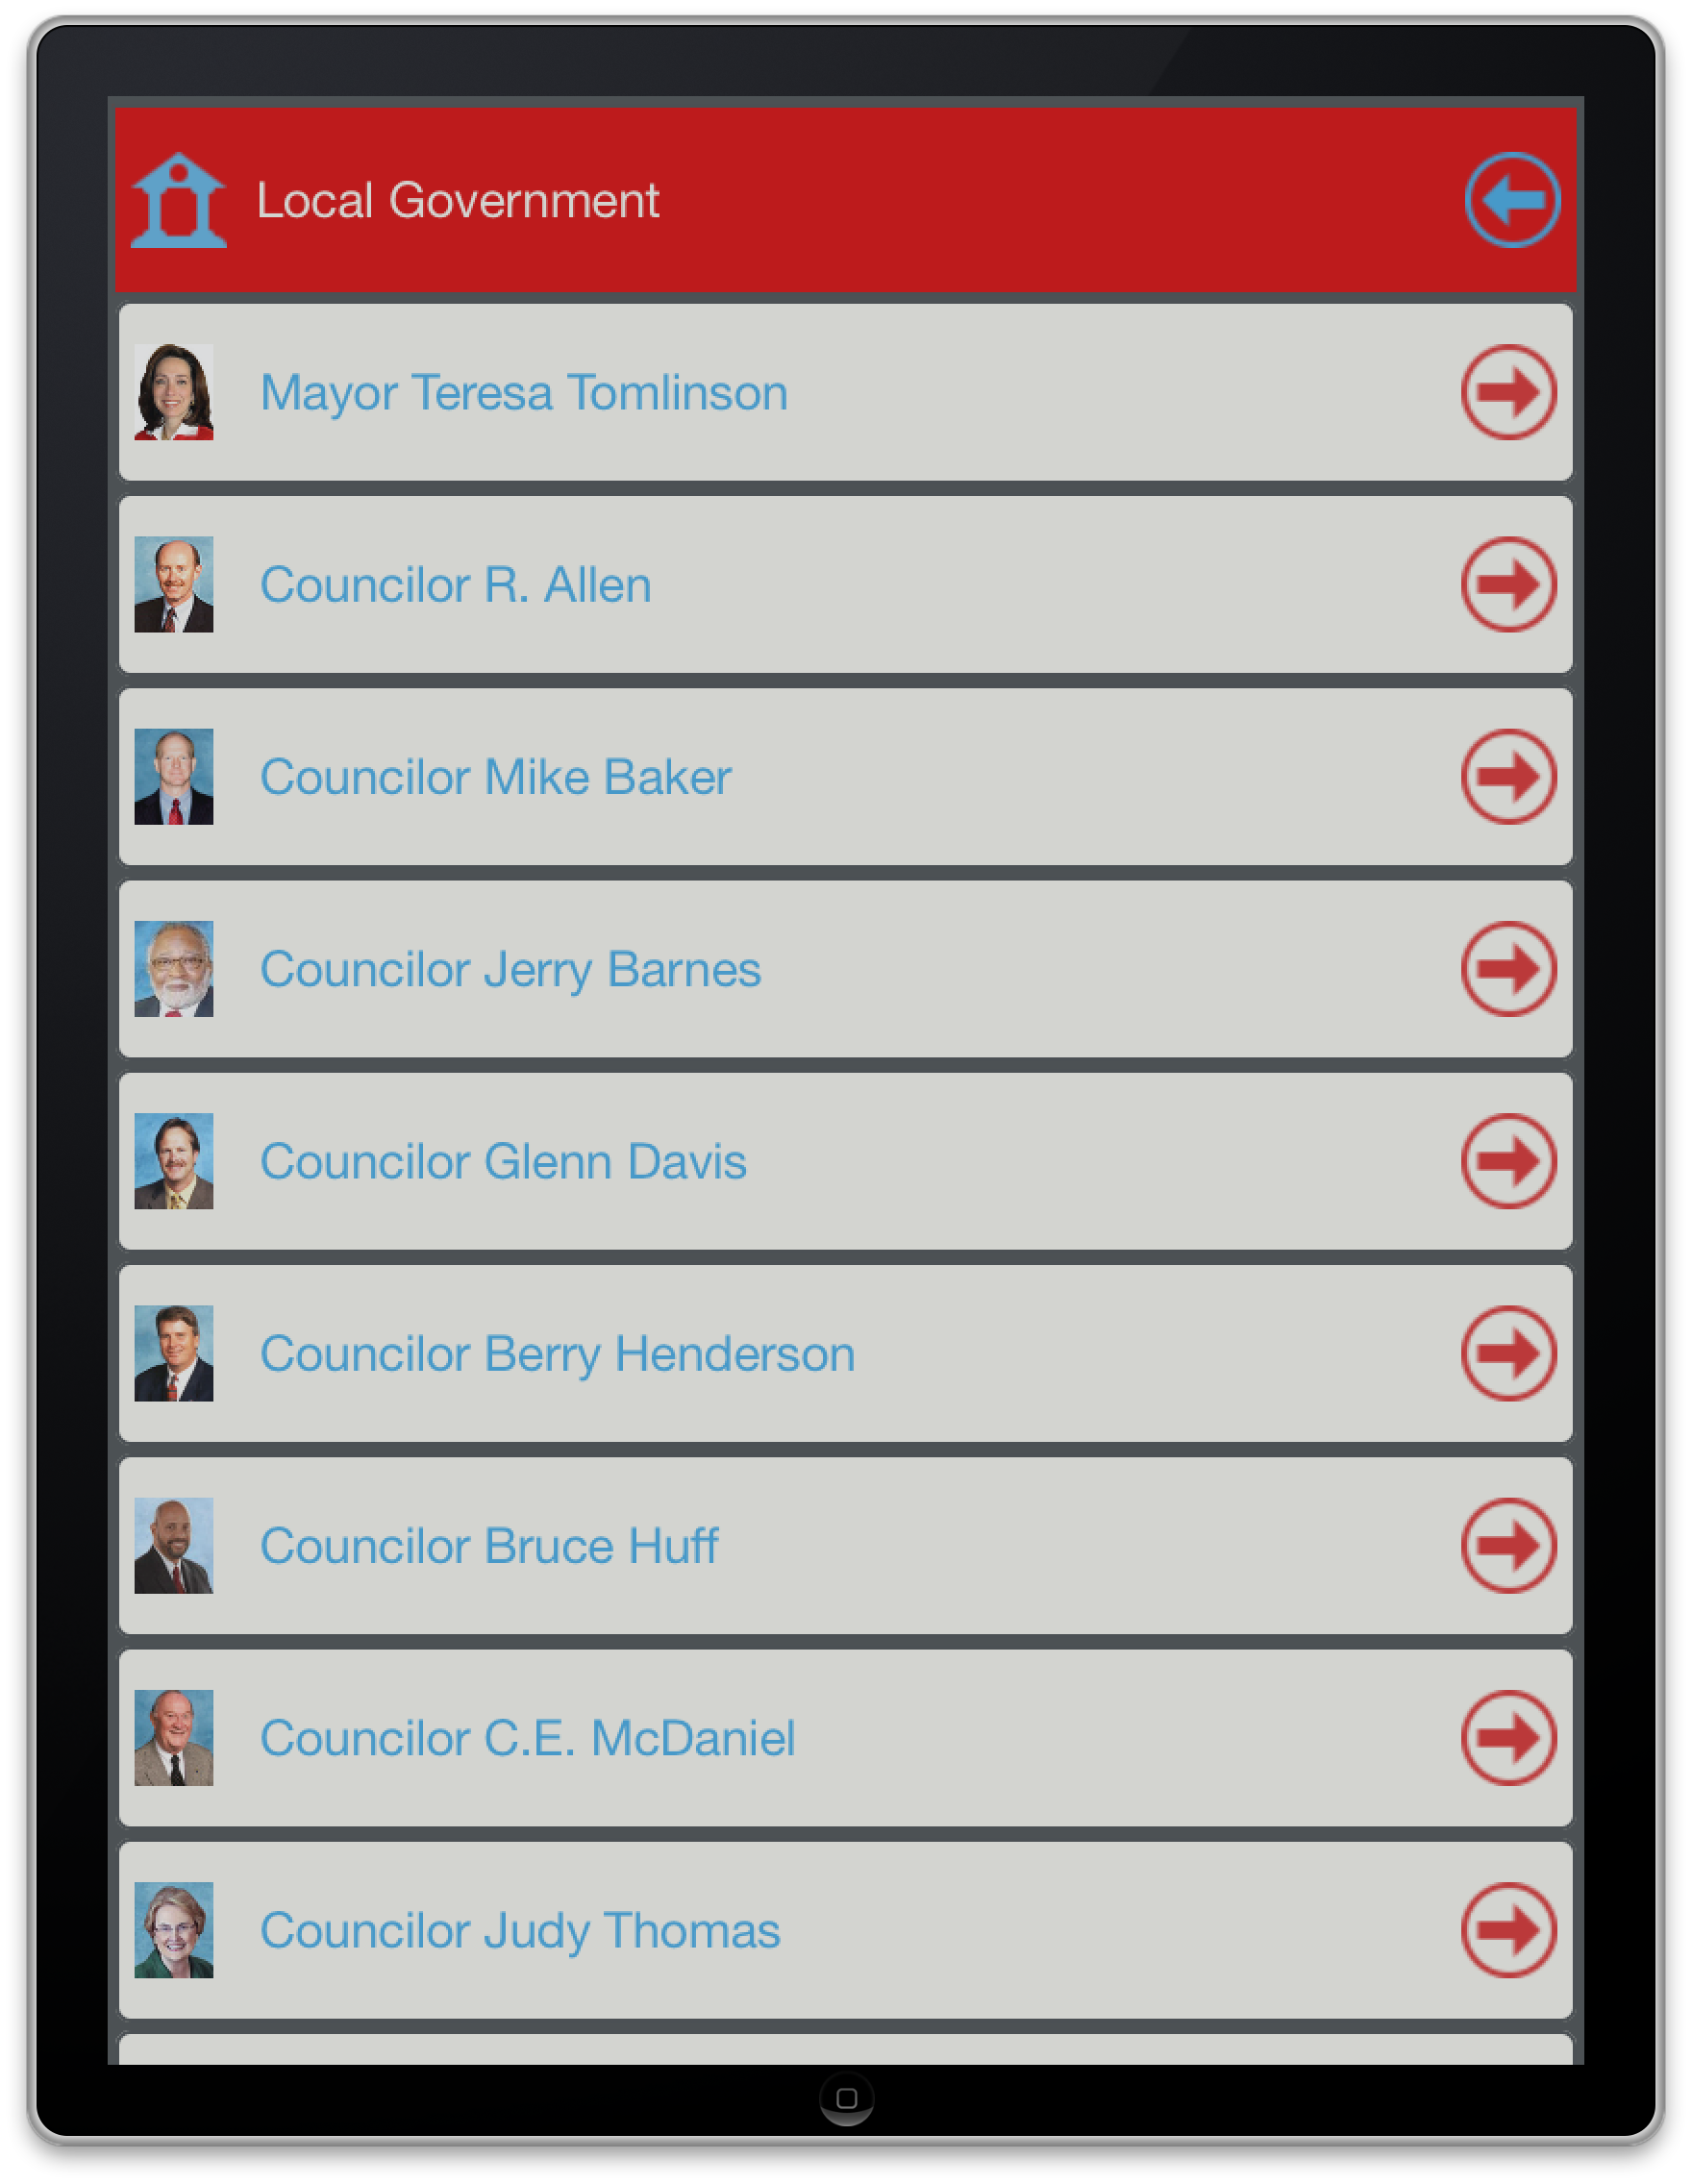 Local Government
Mayor Teresa Tomlinson
Councilor R. Allen
Councilor Mike Baker
Councilor Jerry Barnes
Councilor Glenn Davis
Councilor Berry Henderson
Councilor Bruce Huff
Councilor C.E. McDaniel
Councilor Judy Thomas